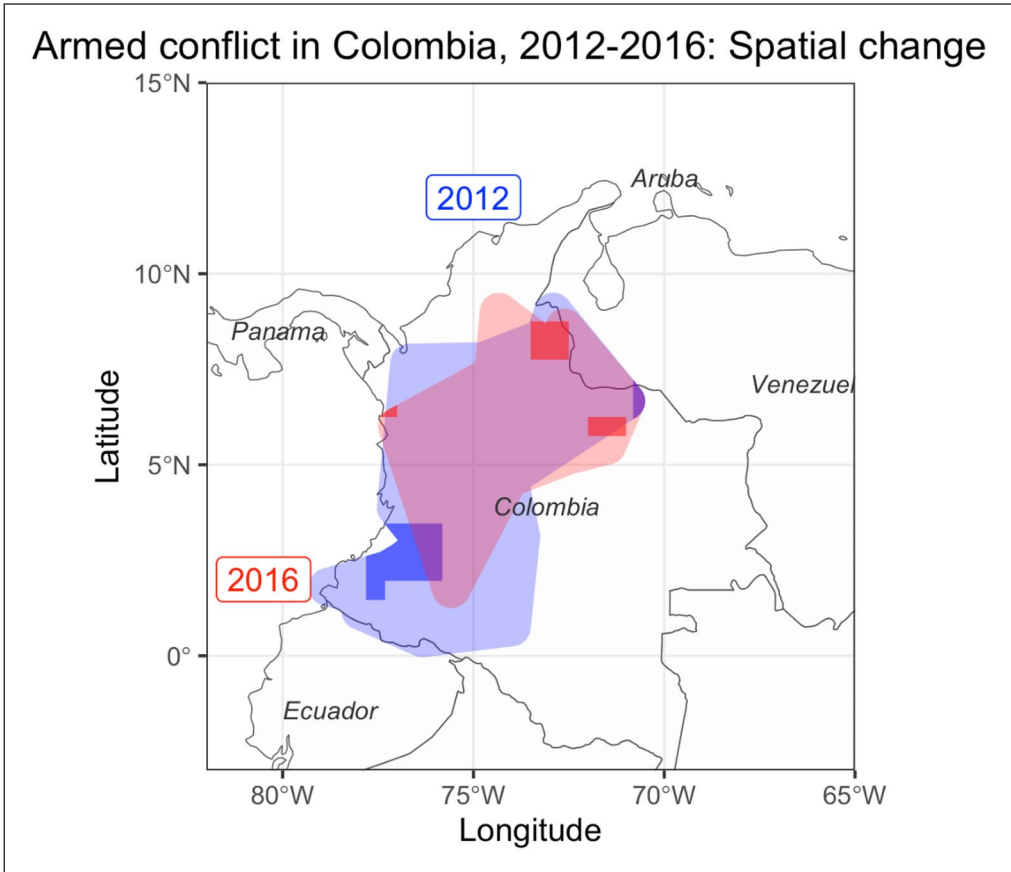 Armed conflict in Colombia, 2012-2016: Spatial change
15°N
Aruba
2012
10°N
Panama
Venezuel
Latitude
5°N
Colombia
2016
0°
Ecuador
80°W 75°W 70°W 65°W
Longitude